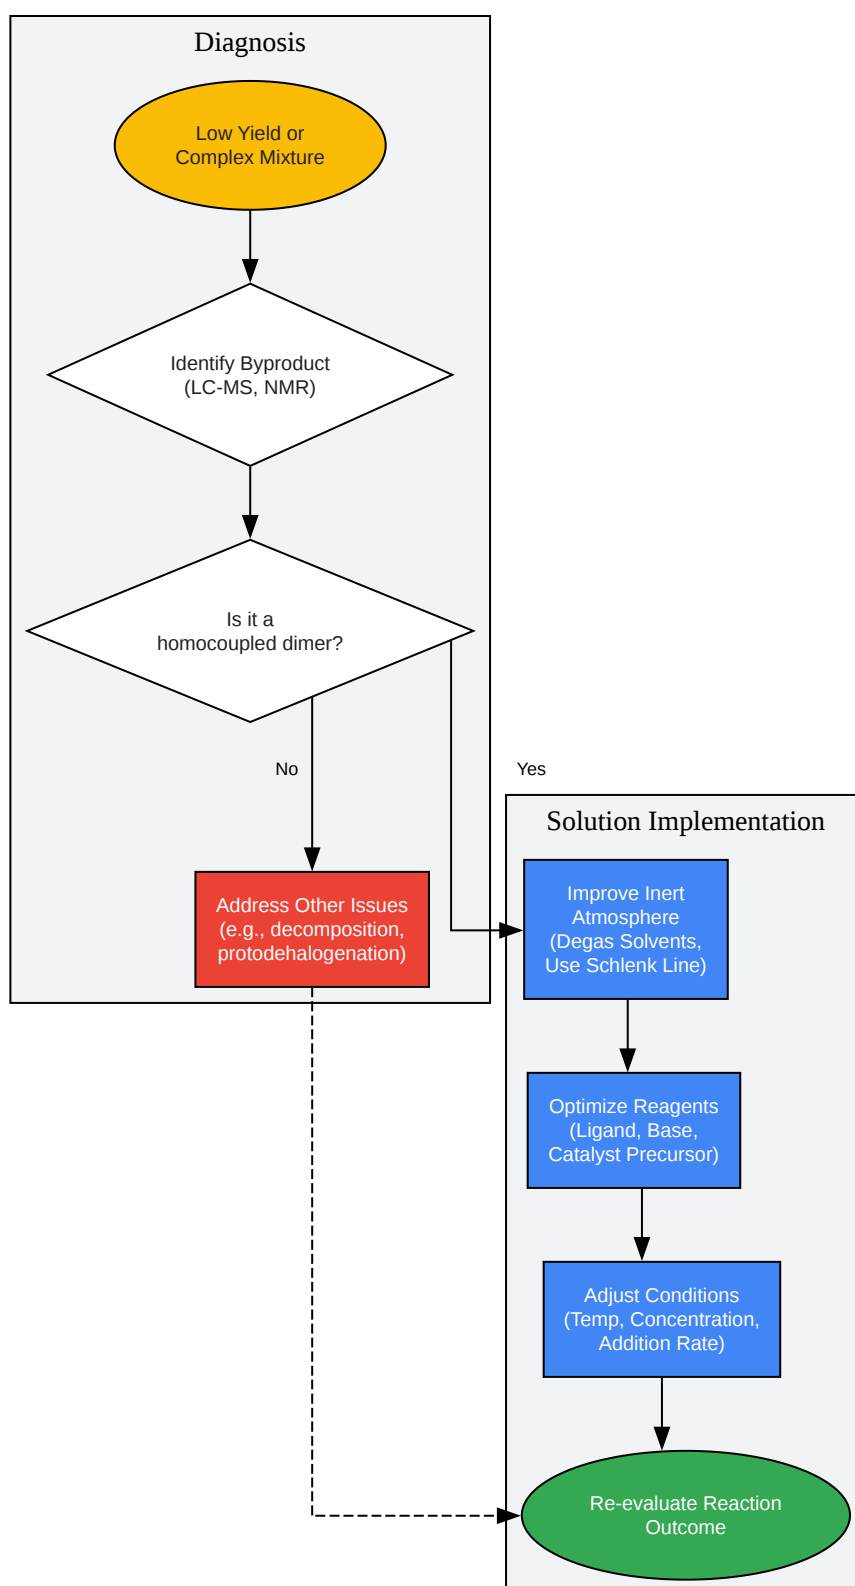 Diagnosis
Low Yield or
Complex Mixture
Identify Byproduct
(LC-MS, NMR)
Is it a
homocoupled dimer?
No
Yes
Address Other Issues
(e.g., decomposition,
protodehalogenation)
Solution Implementation
Improve Inert
Atmosphere
(Degas Solvents,
Use Schlenk Line)
Optimize Reagents
(Ligand, Base,
Catalyst Precursor)
Adjust Conditions
(Temp, Concentration,
Addition Rate)
Re-evaluate Reaction
Outcome